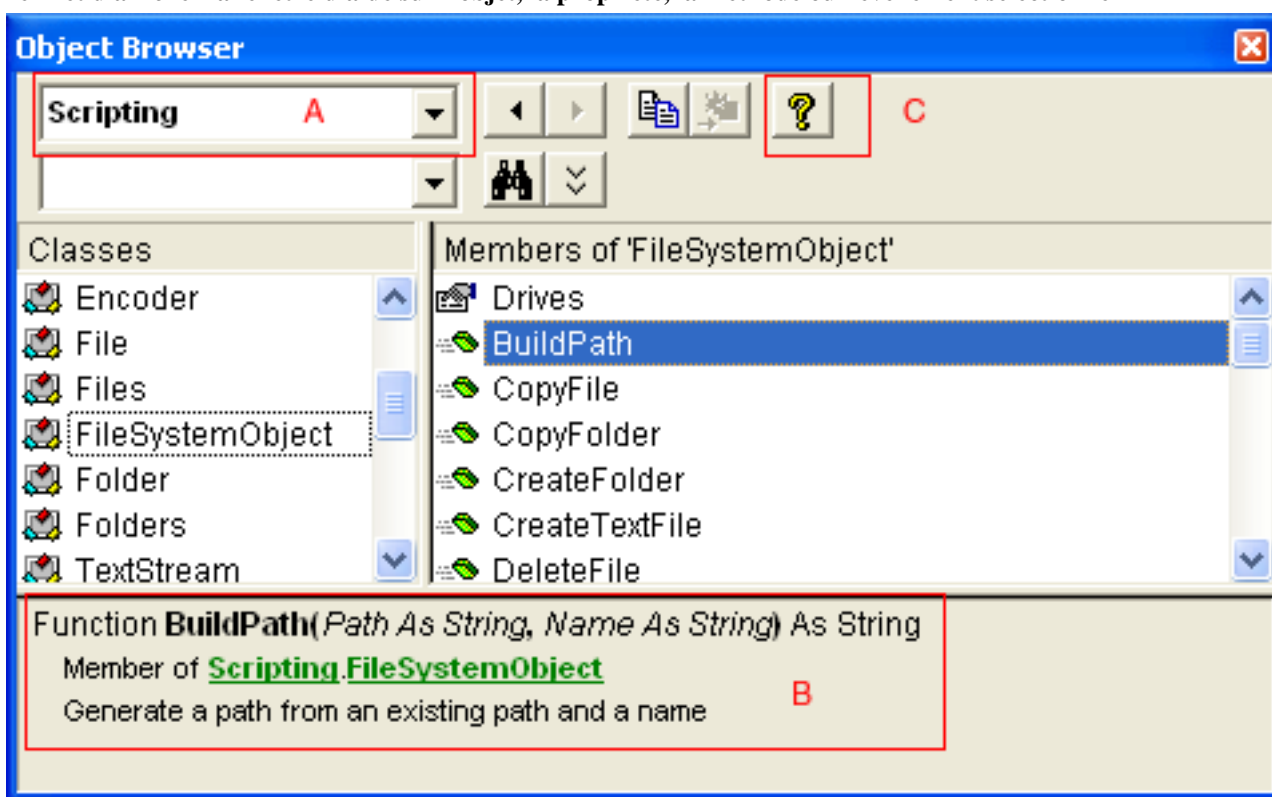 Object Browser
Scripting A C
Classes
Members of 'FileSystemObject'
Encoder
File
Files
FileSystemObject
Folder
Folders
TextStream
Drives
BuildPath
CopyFile
CopyFolder
CreateFolder
CreateTextFile
DeleteFile
Function BuildPath(Path As String, Name As String) As String
Member of Scripting.FileSystemObject
Generate a path from an existing path and a name
B